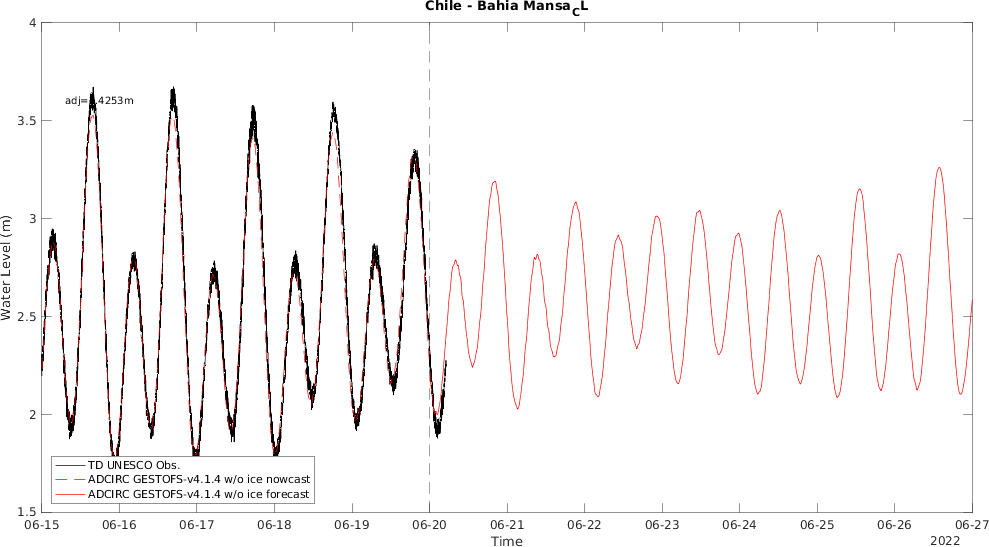 Chile - Bahia Mansa_CL
4
adj= .4253m
3.5
3
Water Level (m)
2.5
2
TD UNESCO Obs.
ADCIRC GESTOFS-v4.1.4 w/o ice nowcast
ADCIRC GESTOFS-v4.1.4 w/o ice forecast
1.5
06-15 06-16 06-17 06-18 06-19 06-20 06-21 06-22 06-23 06-24 06-25 06-26 06-27
Time
2022